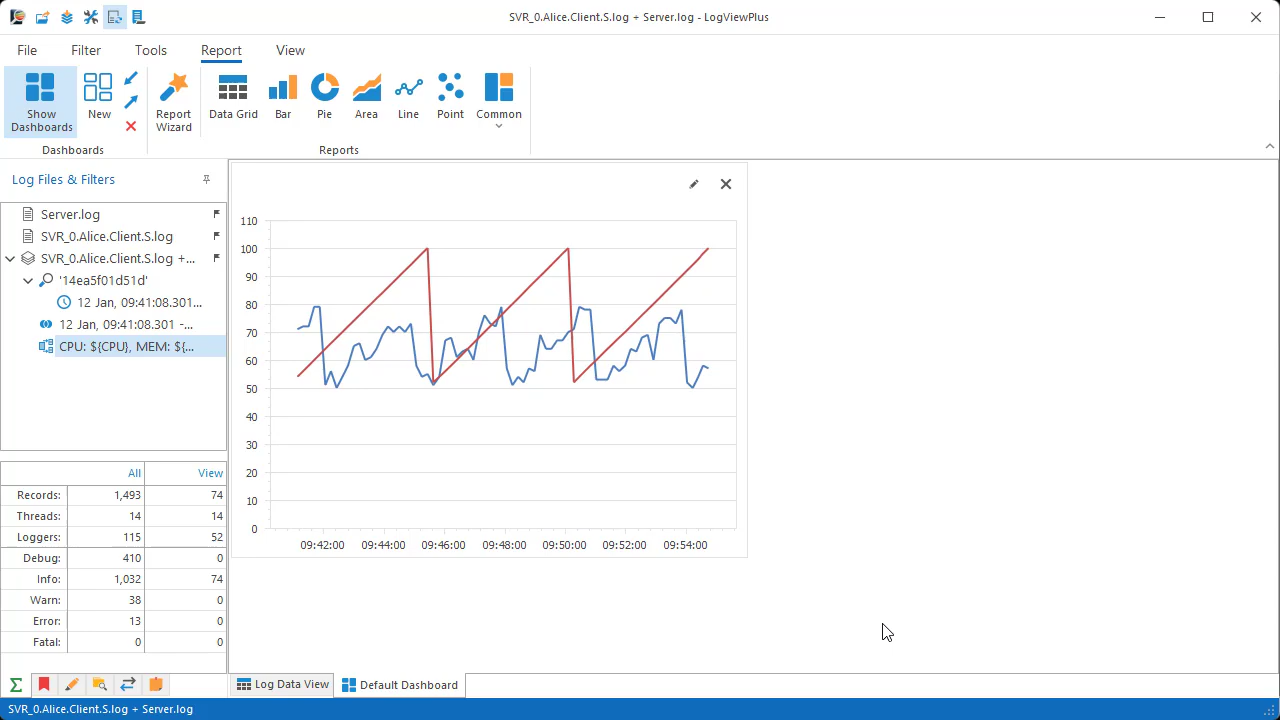 SVR_0.Alice.Client.S.log + Server.log - LogViewPlus
File Filter Tools Report View
Show Dashboards
New
Report Wizard
Data Grid
Bar
Pie
Area
Line
Point
Common
Dashboards
Reports
Log Files & Filters
Server.log
SVR_0.Alice.Client.S.log
SVR_0.Alice.Client.S.log +...
'14ea5f01d51d'
12 Jan, 09:41:08.301...
12 Jan, 09:41:08.301 -...
CPU: ${CPU}, MEM: ${...
All View
Records: 1,493 74
Threads: 14 14
Loggers: 115 52
Debug: 410 0
Info: 1,032 74
Warn: 38 0
Error: 13 0
Fatal: 0 0
110
100
90
80
70
60
50
40
30
20
10
0
09:42:00 09:44:00 09:46:00 09:48:00 09:50:00 09:52:00 09:54:00
Log Data View
Default Dashboard
SVR_0.Alice.Client.S.log + Server.log